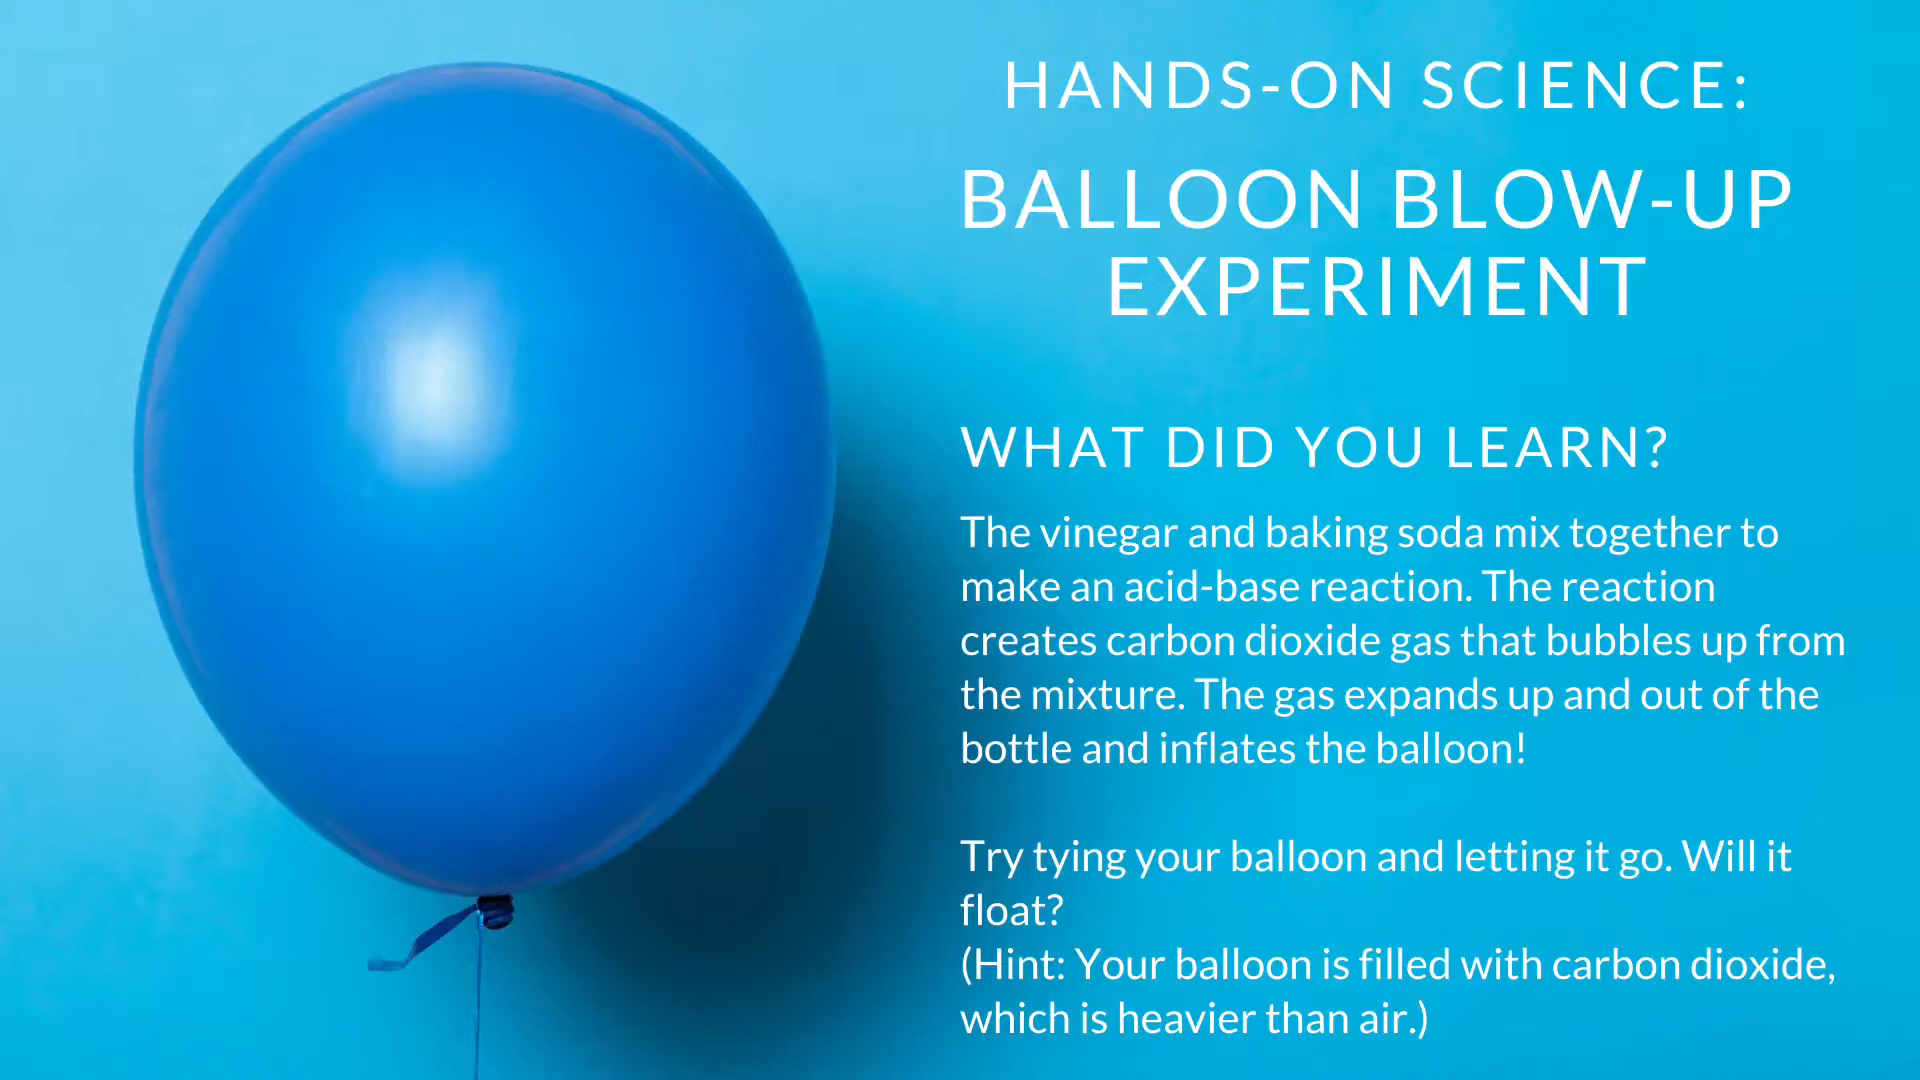 HANDS-ON SCIENCE:
BALLOON BLOW-UP
EXPERIMENT
WHAT DID YOU LEARN?
The vinegar and baking soda mix together to
make an acid-base reaction. The reaction
creates carbon dioxide gas that bubbles up from
the mixture. The gas expands up and out of the
bottle and inflates the balloon!
Try tying your balloon and letting it go. Will it
float?
(Hint: Your balloon is filled with carbon dioxide,
which is heavier than air.)